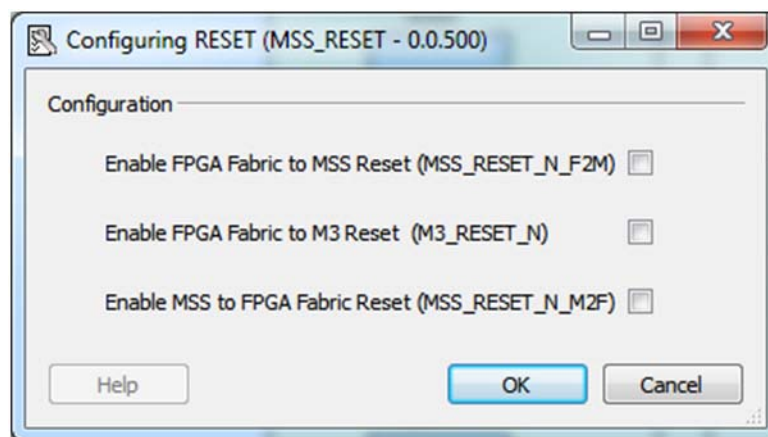 Configuring RESET (MSS_RESET - 0.0.500)
Configuration
Enable FPGA Fabric to MSS Reset (MSS_RESET_N_F2M)
Enable FPGA Fabric to M3 Reset (M3_RESET_N)
Enable MSS to FPGA Fabric Reset (MSS_RESET_N_M2F)
Help OK Cancel